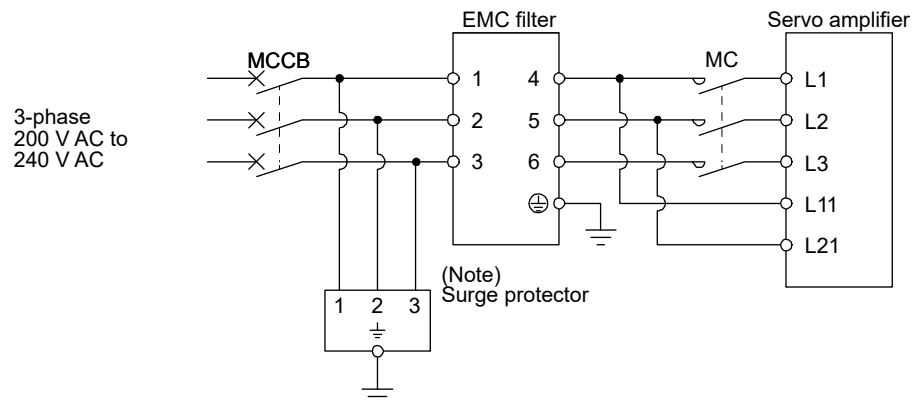 EMC filter
Servo amplifier
MCCB
MC
1
4
L1
3-phase
200 V AC to
240 V AC
2
5
L2
3
6
L3
L11
L21
(Note)
Surge protector
1 2 3